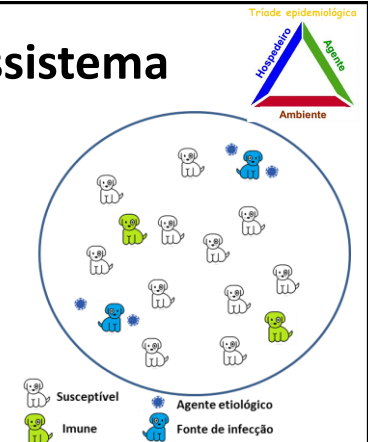 Tríade epidemiológica
ssistema
Hospedeiro
Agente
Ambiente
Susceptível
Agente etiológico
Imune
Fonte de infecção